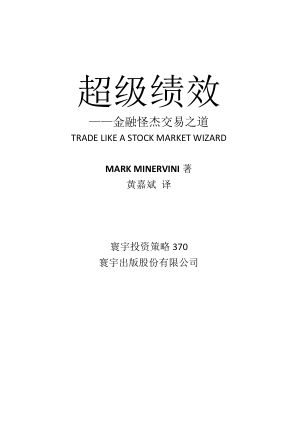 超级绩效
——金融怪杰交易之道
TRADE LIKE A STOCK MARKET WIZARD
MARK MINERVINI 著
黄嘉斌 译
寰宇投资策略 370
寰宇出版股份有限公司